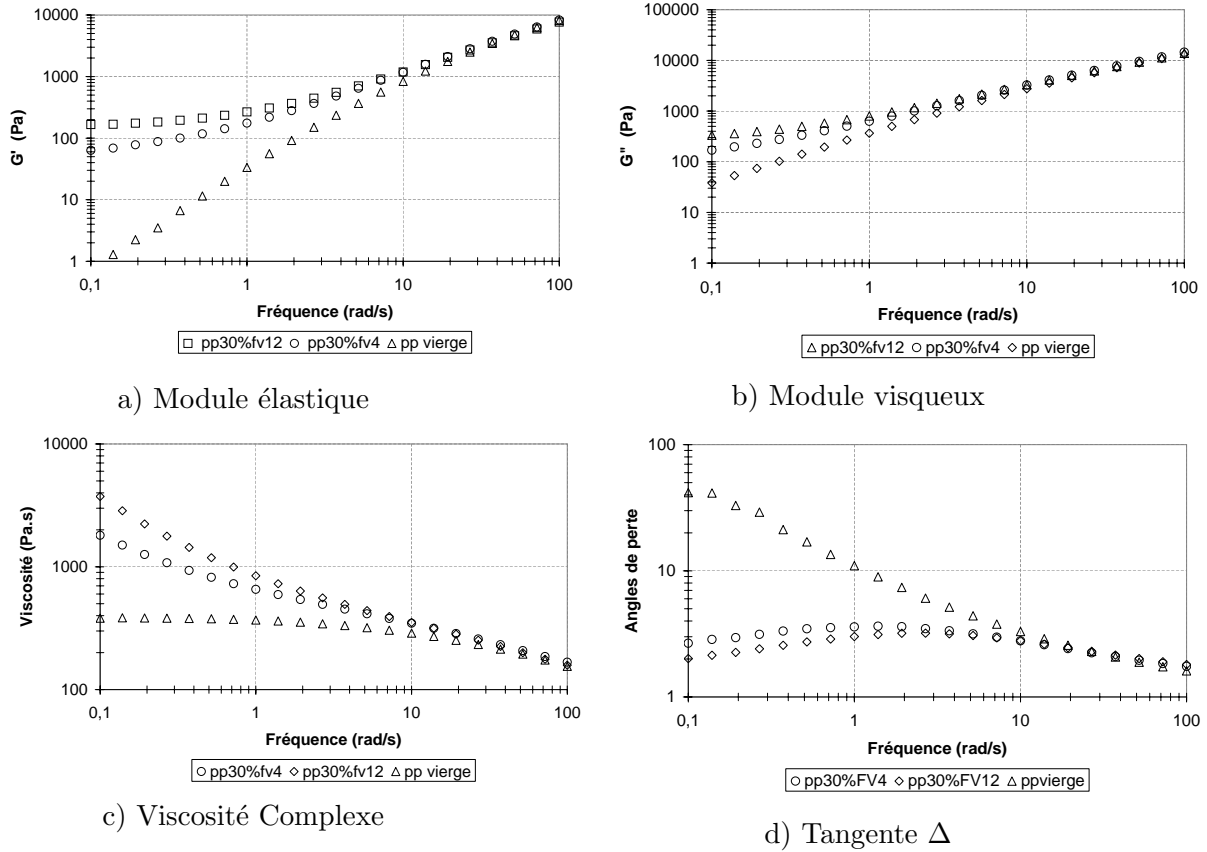 10000
1000
100
10
1
G' (Pa)
0,1 1 10 100
Fréquence (rad/s)
pp30%fv12 pp30%fv4 pp vierge
a) Module élastique
100000
10000
1000
100
10
1
G" (Pa)
0,1 1 10 100
Fréquence (rad/s)
pp30%fv12 pp30%fv4 pp vierge
b) Module visqueux
10000
1000
100
Viscosité (Pa.s)
0,1 1 10 100
Fréquence (rad/s)
pp30%fv4 pp30%fv12 pp vierge
c) Viscosité Complexe
100
10
1
Angles de perte
0,1 1 10 100
Fréquence (rad/s)
pp30%FV4 pp30%FV12 ppvierge
d) Tangente Δ